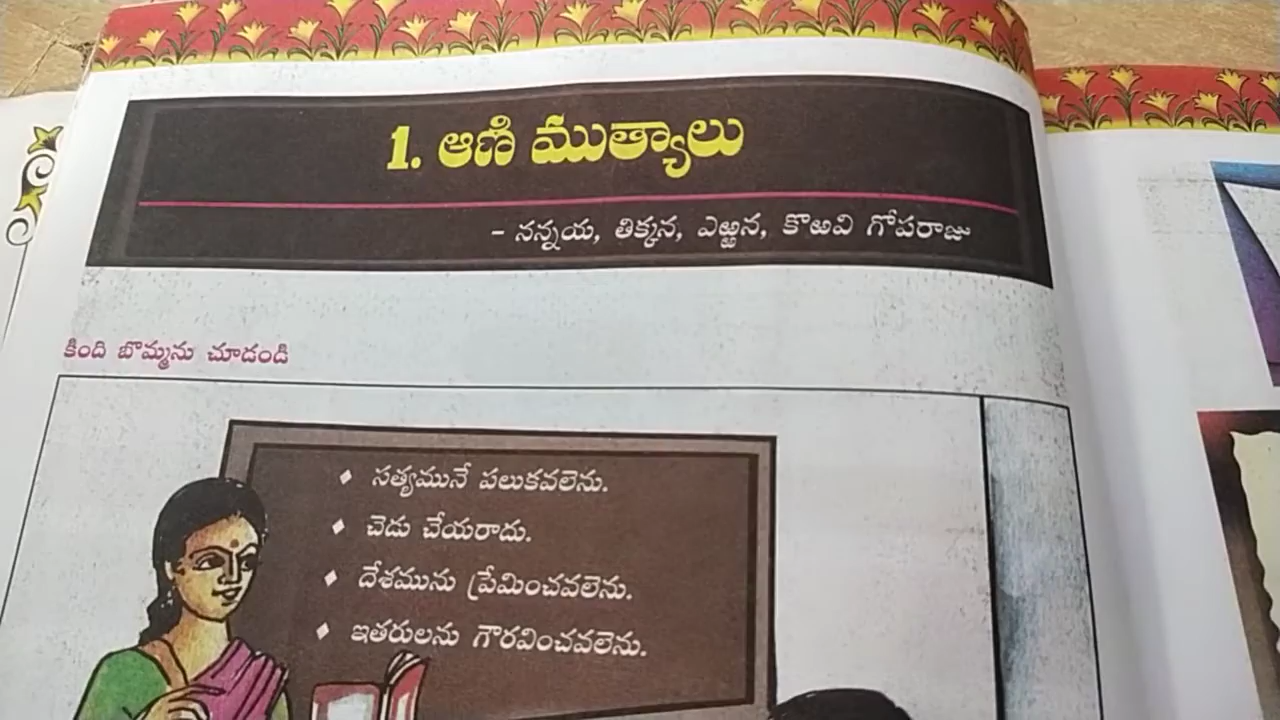 1. ఆణి ముత్యాలు
– నన్నయ, తిక్కన, ఎఱ్ఱన, కొఱవి గోపరాజు
కింది బొమ్మను చూడండి
♦ సత్యమునే పలుకవలెను.
♦ చెడు చేయరాదు.
♦ దేశమును ప్రేమించవలెను.
♦ ఇతరులను గౌరవించవలెను.